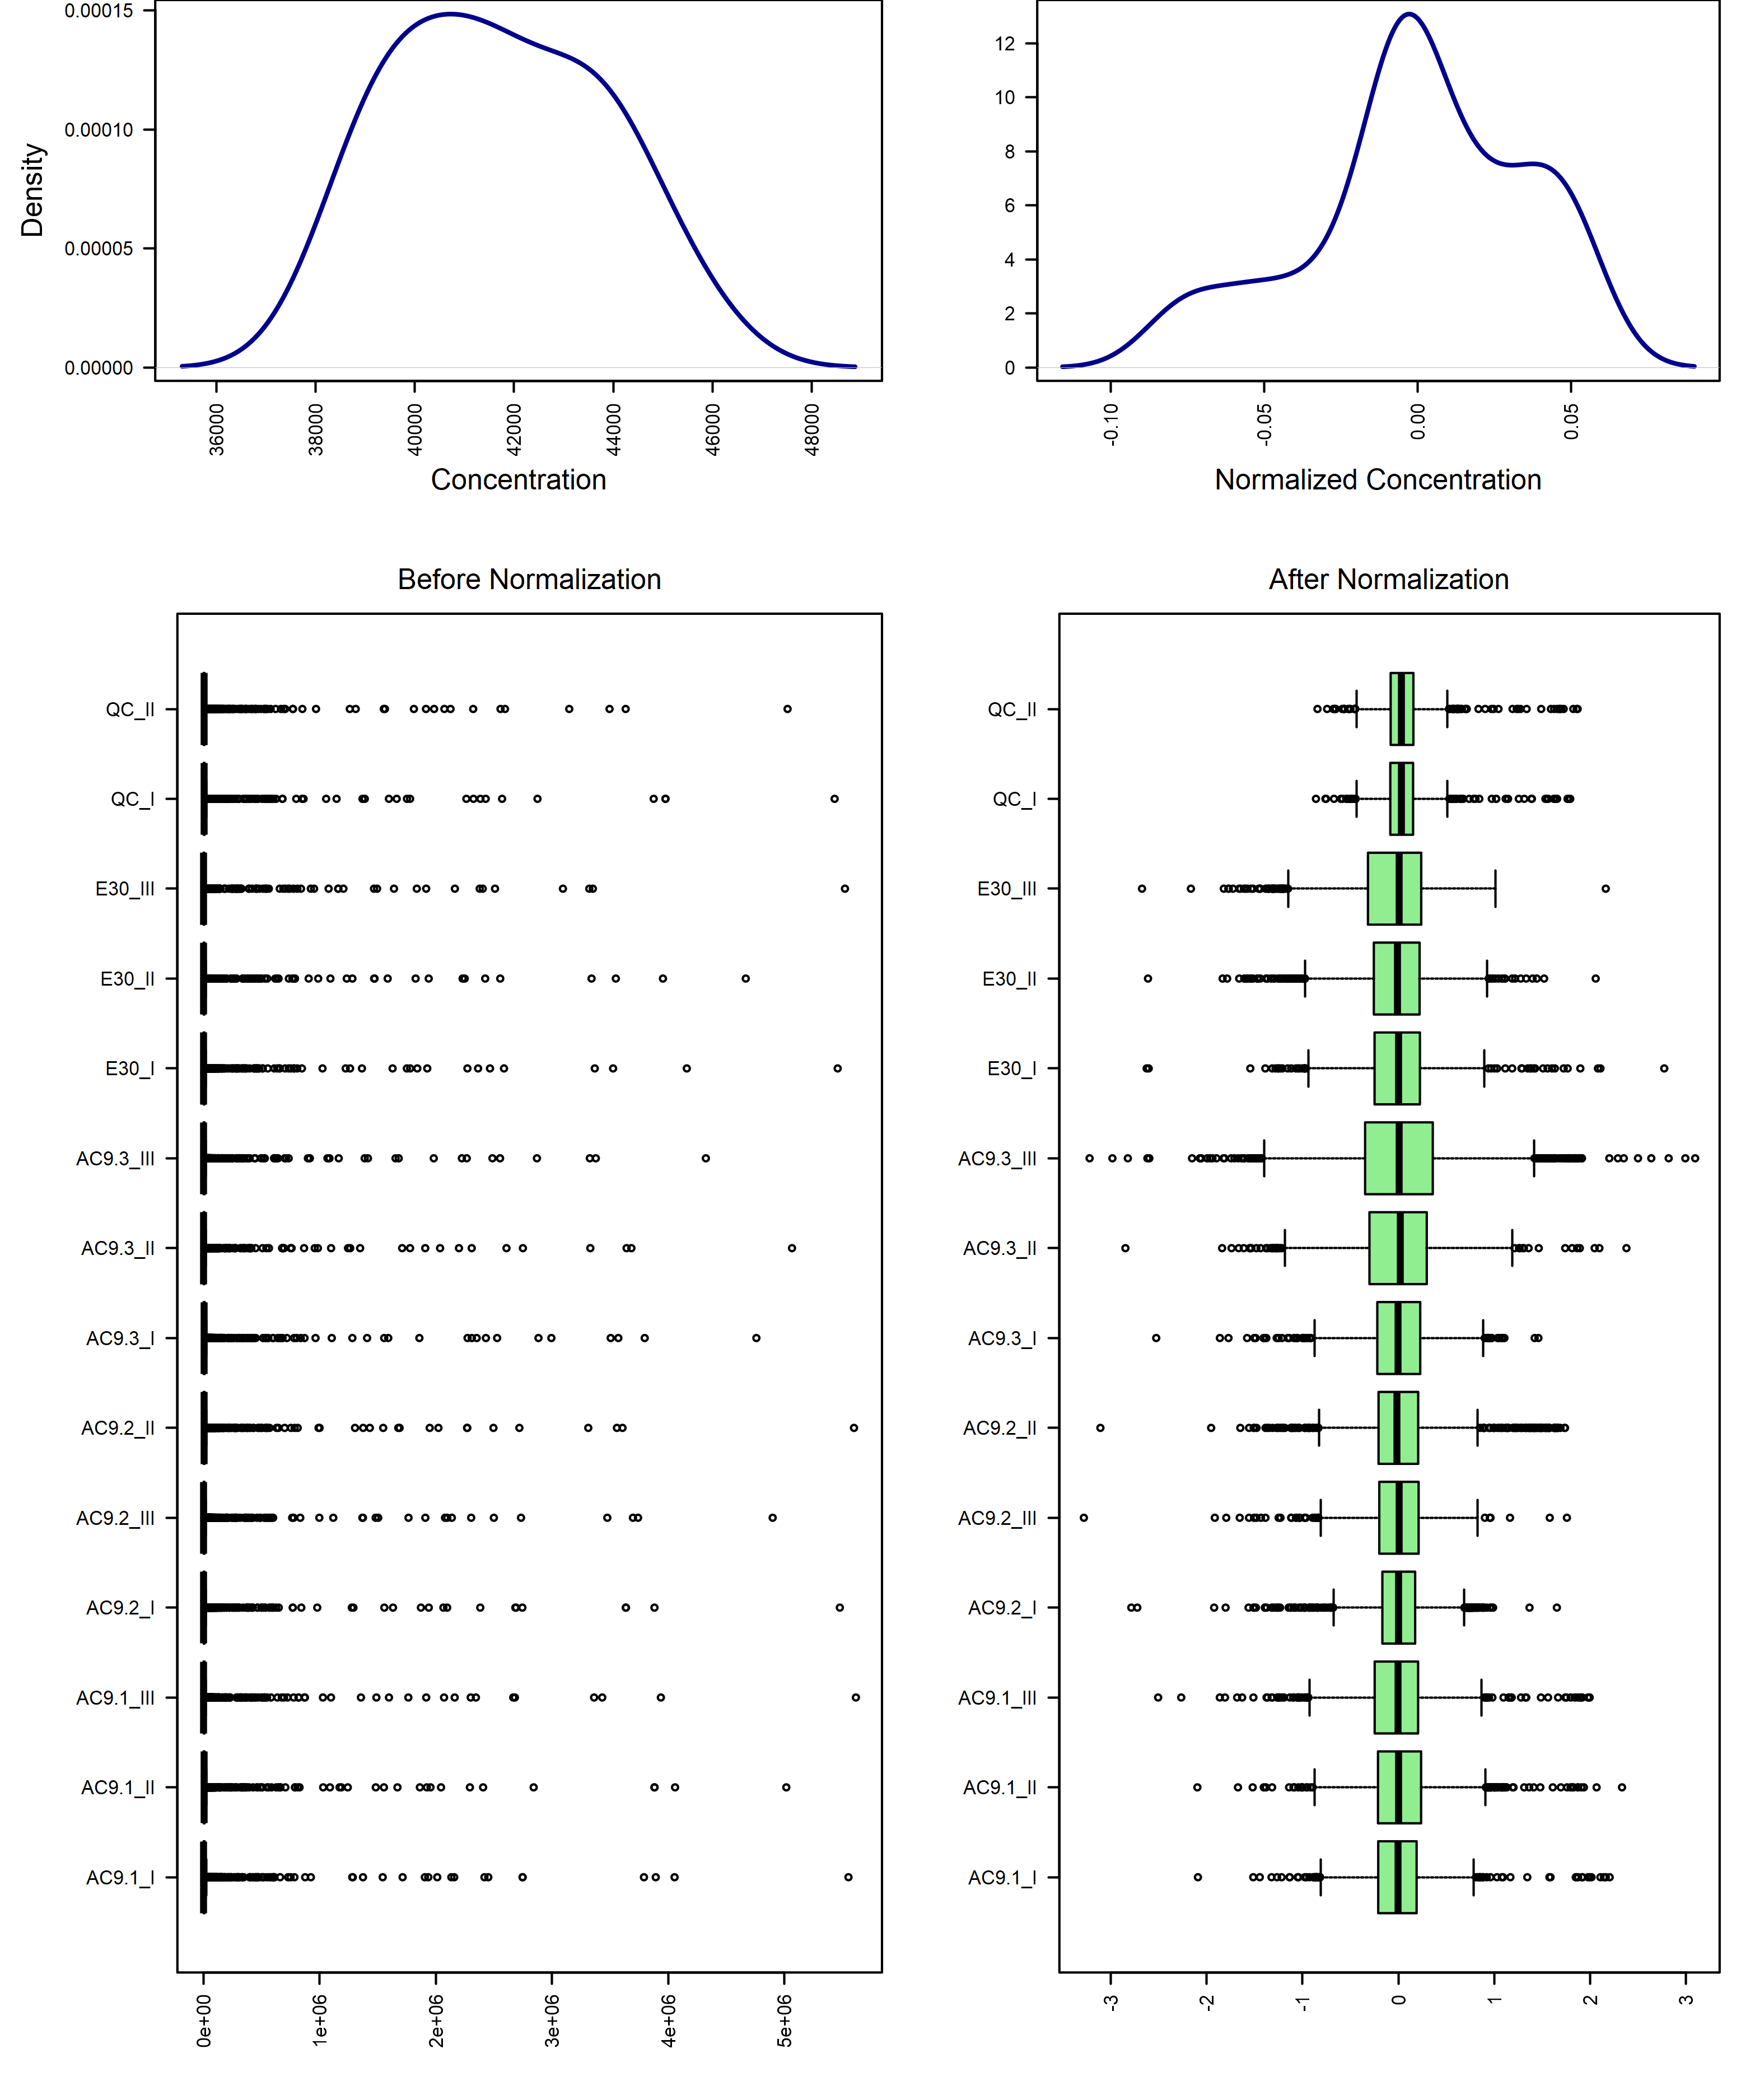 Density
0.00015
0.00010
0.00005
0.00000
36000 38000 40000 42000 44000 46000 48000
Concentration
12
10
8
6
4
2
0
-0.10 -0.05 0.00 0.05
Normalized Concentration
Before Normalization
QC_II
QC_I
E30_III
E30_II
E30_I
AC9.3_III
AC9.3_II
AC9.3_I
AC9.2_II
AC9.2_III
AC9.2_I
AC9.1_III
AC9.1_II
AC9.1_I
0e+00 1e+06 2e+06 3e+06 4e+06 5e+06
After Normalization
QC_II
QC_I
E30_III
E30_II
E30_I
AC9.3_III
AC9.3_II
AC9.3_I
AC9.2_II
AC9.2_III
AC9.2_I
AC9.1_III
AC9.1_II
AC9.1_I
-3 -2 -1 0 1 2 3